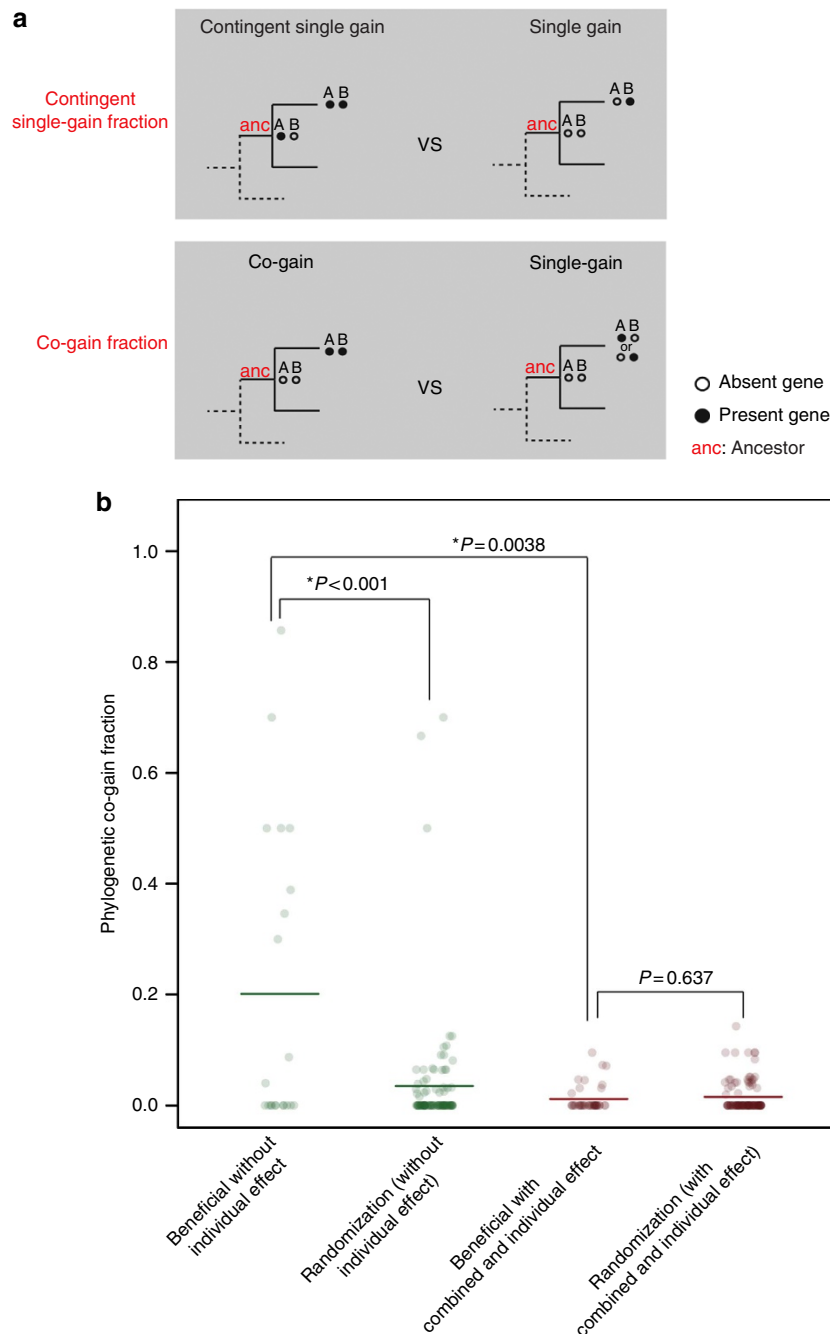 a
Contingent single gain
Single gain
Contingent
single-gain fraction
A B
anc
A B
VS
A B
anc
A B
Co-gain
Single-gain
Co-gain fraction
A B
anc
A B
VS
A B
or
anc
A B
Absent gene
Present gene
anc: Ancestor
b
Phylogenetic co-gain fraction
1.0
0.8
0.6
0.4
0.2
0.0
*P=0.0038
*P<0.001
P=0.637
Beneficial without
individual effect
Randomization (without
individual effect)
Beneficial with
combined and individual effect
Randomization (with
combined and individual effect)